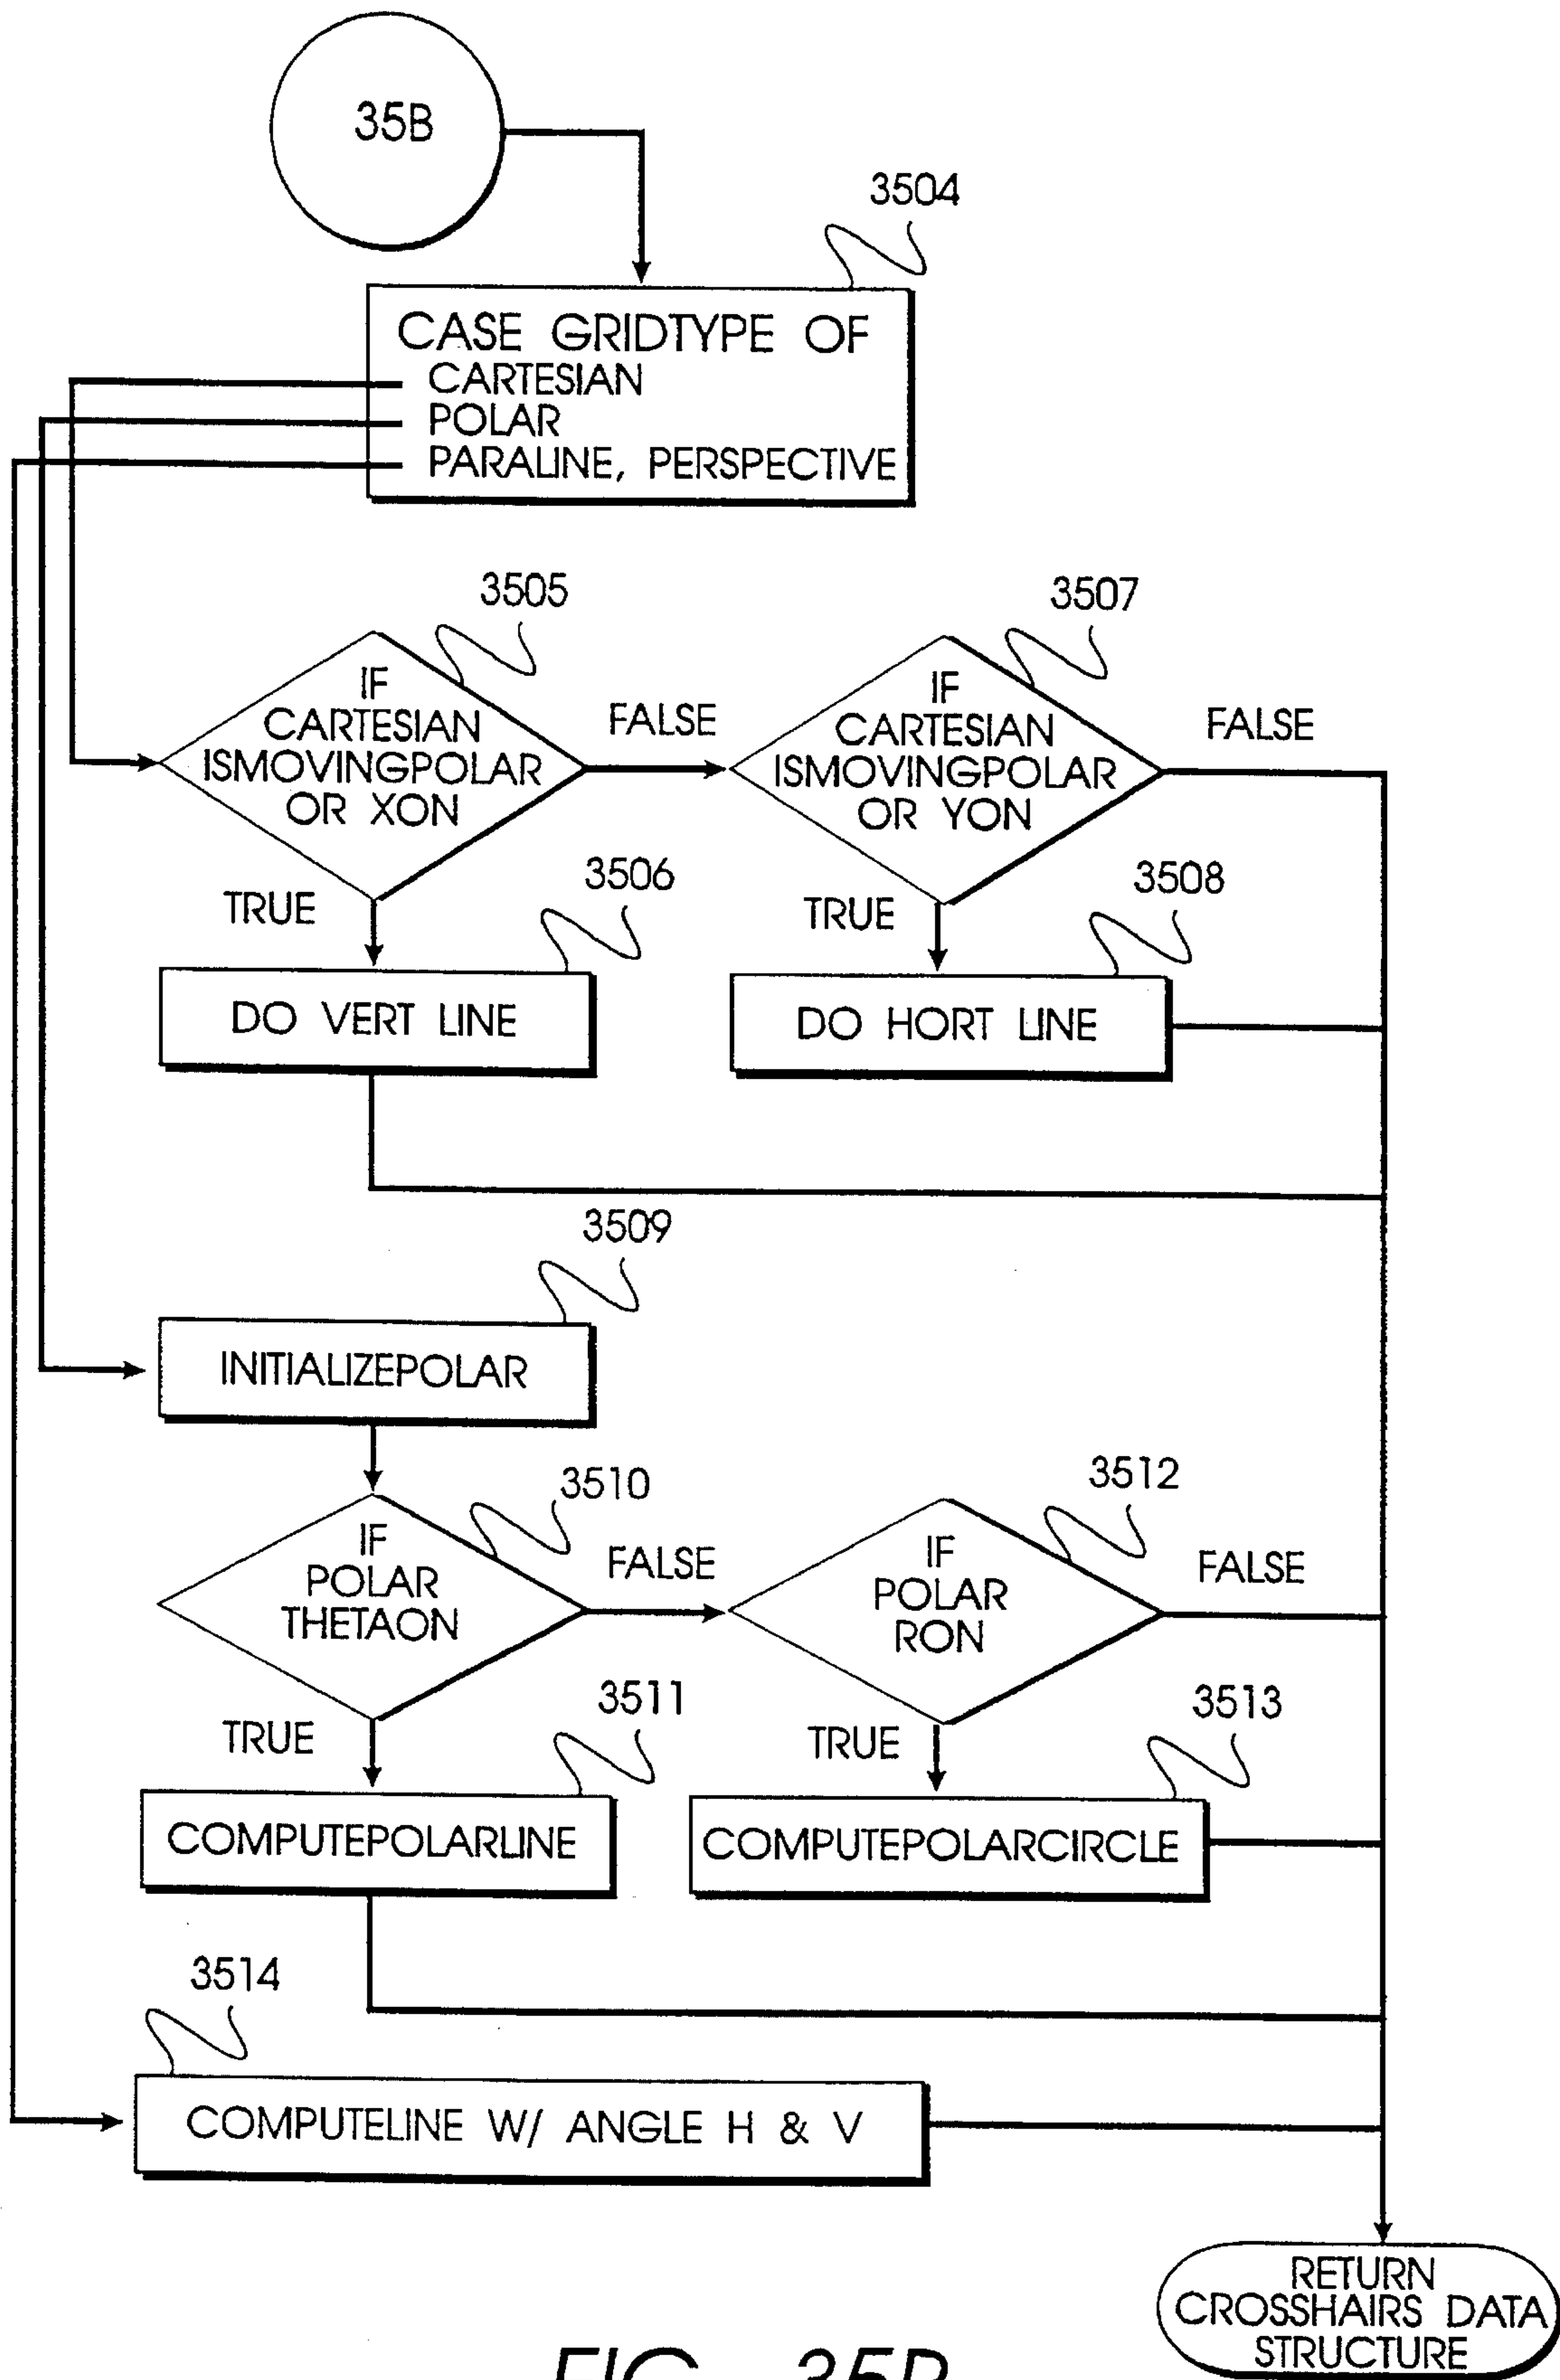 35B
3504
CASE GRIDTYPE OF
CARTESIAN
POLAR
PARALINE, PERSPECTIVE
3505
3507
IF
CARTESIAN
ISMOVINGPOLAR
OR XON
FALSE
IF
CARTESIAN
ISMOVINGPOLAR
OR YON
FALSE
TRUE
3506
TRUE
3508
DO VERT LINE
DO HORT LINE
3509
INITIALIZEPOLAR
3510
3512
IF
POLAR
THETAON
FALSE
IF
POLAR
RON
FALSE
TRUE
3511
TRUE
3513
COMPUTEPOLARLINE
COMPUTEPOLARCIRCLE
3514
COMPUTELINE W/ ANGLE H & V
RETURN
CROSSHAIRS DATA
STRUCTURE
FIG. 35B